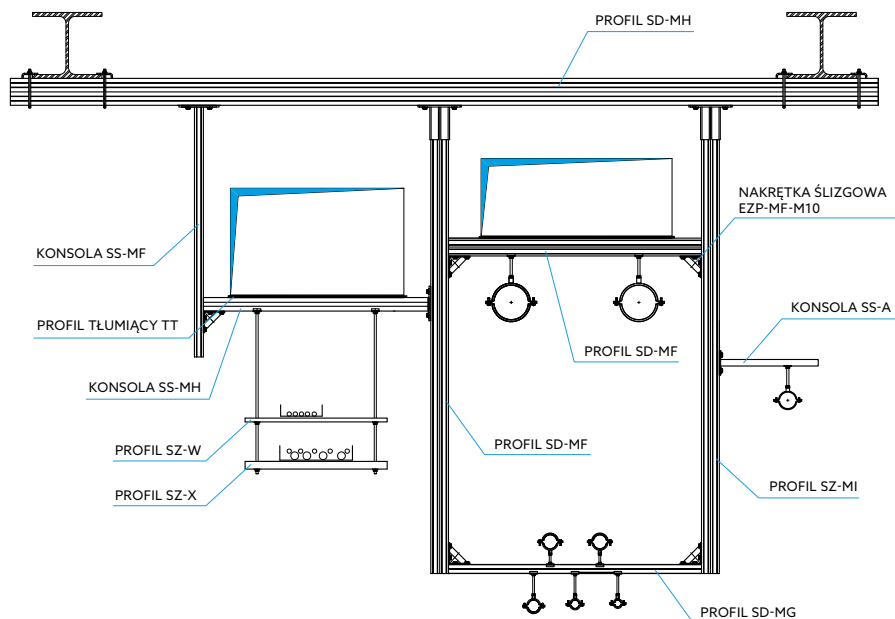 PROFIL SD-MH
NAKRĘTKA ŚLIZGOWA
EZP-MF-M10
KONSOLA SS-MF
KONSOLA SS-A
PROFIL TŁUMIĄCY TT
PROFIL SD-MF
KONSOLA SS-MH
PROFIL SZ-W
PROFIL SD-MF
PROFIL SZ-X
PROFIL SZ-MI
PROFIL SD-MG